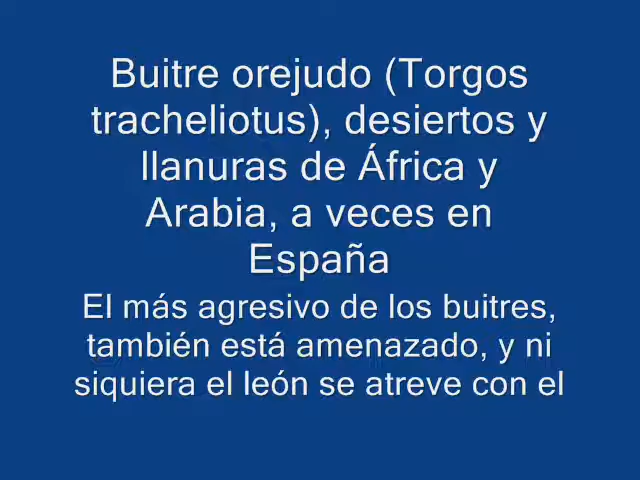 Buitre orejudo (Torgos
tracheliotus), desiertos y
llanuras de África y
Arabia, a veces en
España
El más agresivo de los buitres,
también está amenazado, y ni
siquiera el león se atreve con el